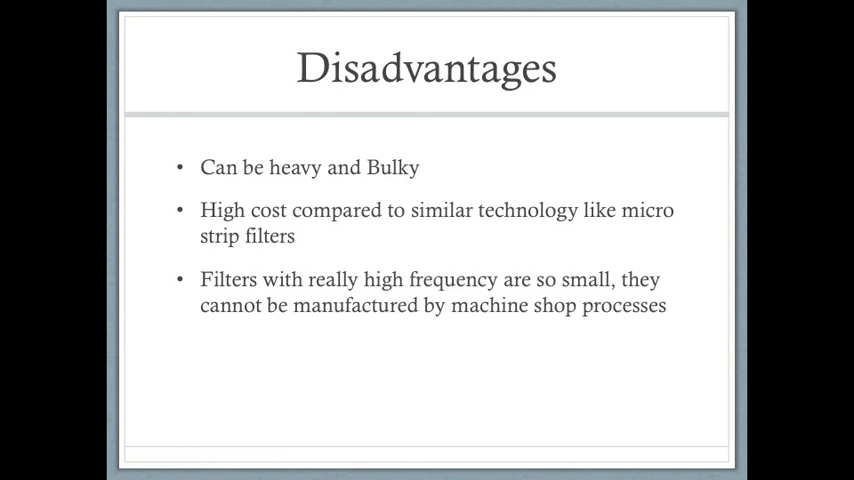 Disadvantages
• Can be heavy and Bulky
• High cost compared to similar technology like micro
strip filters
• Filters with really high frequency are so small, they
cannot be manufactured by machine shop processes